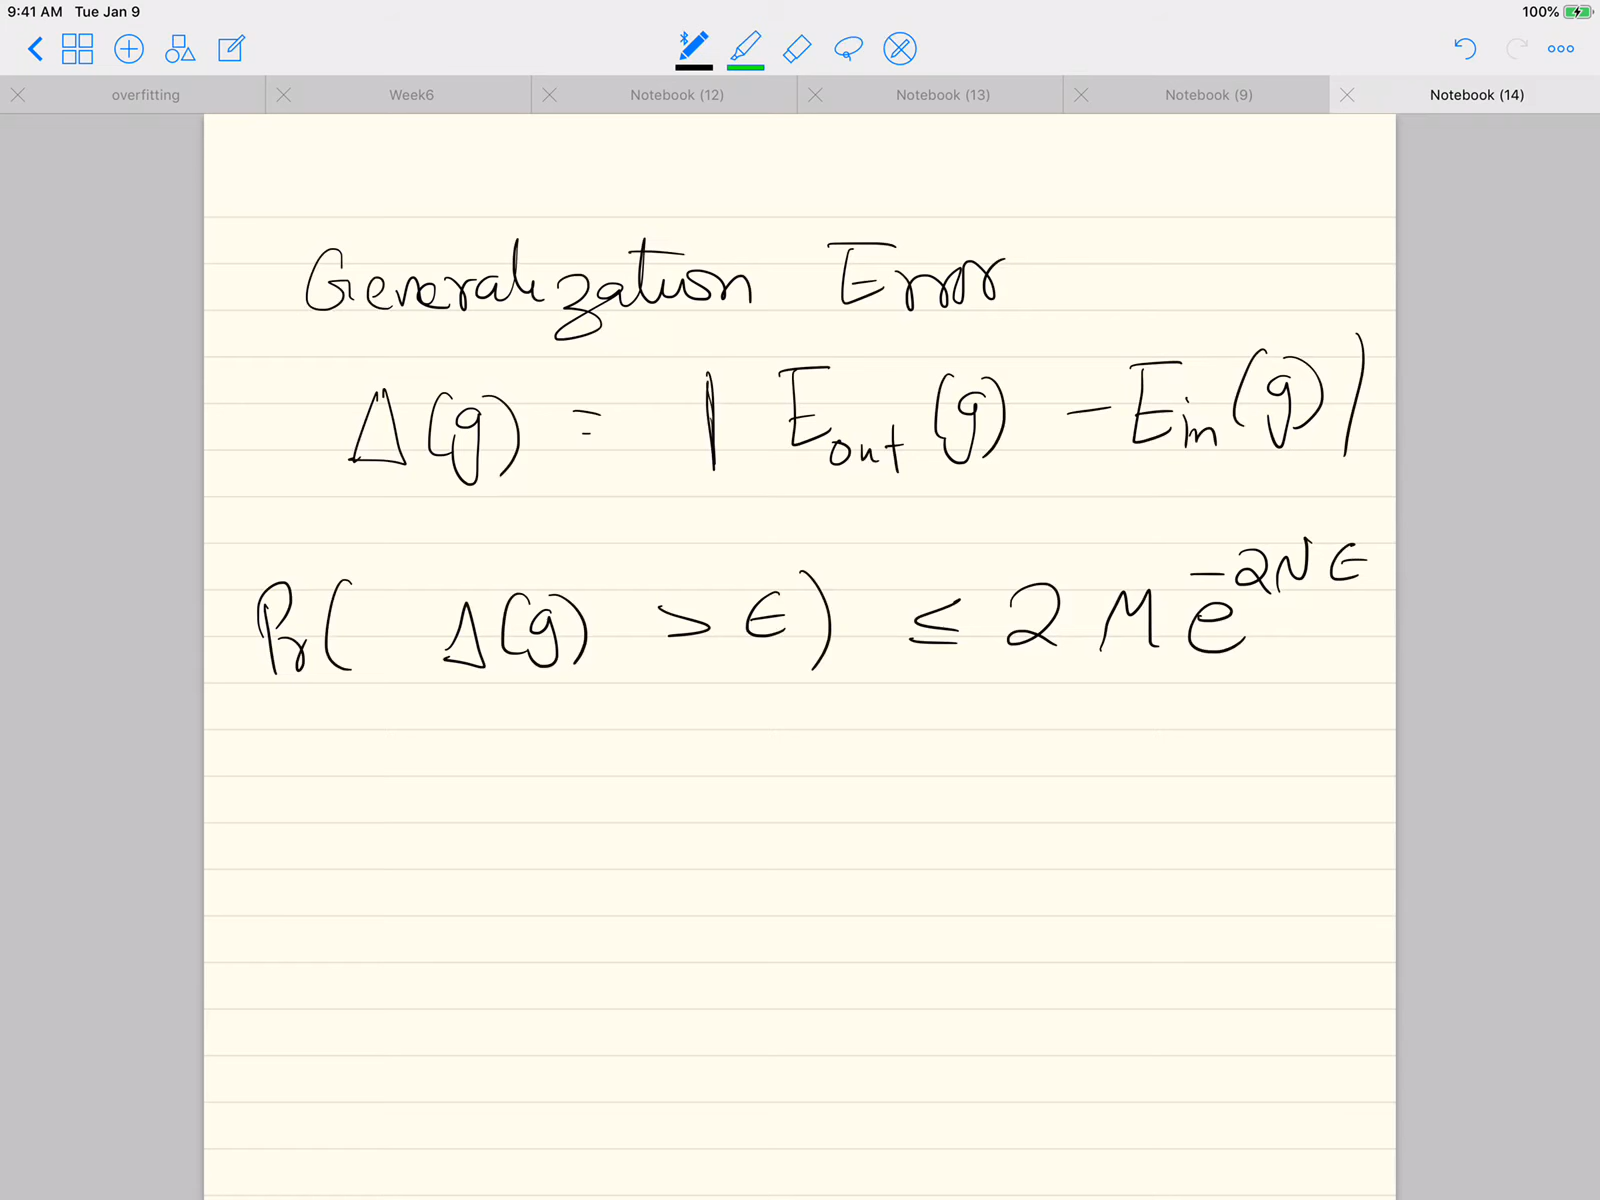 9:41 AM Tue Jan 9 100%
overfitting Week6 Notebook (12) Notebook (13) Notebook (9) Notebook (14)
Generalization Error
Δ(g) = | E_out (g) - E_in (g) |
Pr( Δ(g) > ϵ) ≤ 2 M e^{-2Nϵ}